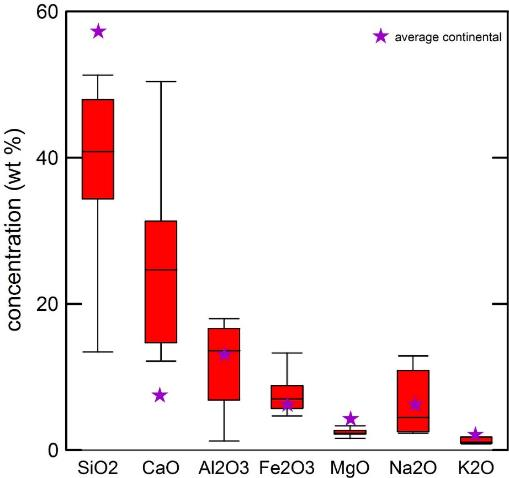 60
average continental
40
concentration (wt %)
20
0
SiO2 CaO Al2O3 Fe2O3 MgO Na2O K2O